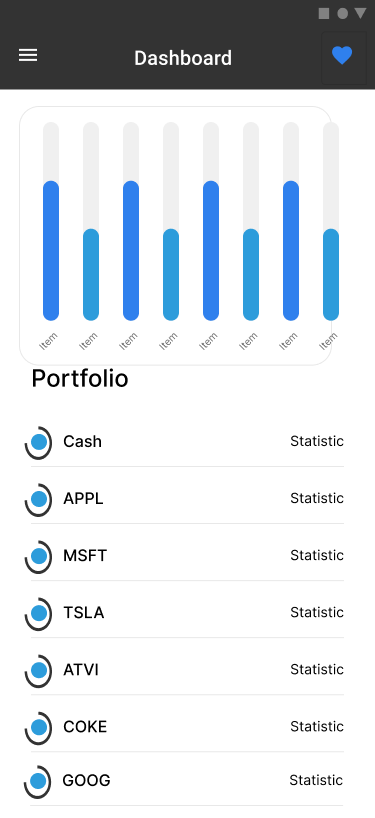 Dashboard
Item Item Item Item Item Item Item Item
Portfolio
Cash Statistic
APPL Statistic
MSFT Statistic
TSLA Statistic
ATVI Statistic
COKE Statistic
GOOG Statistic